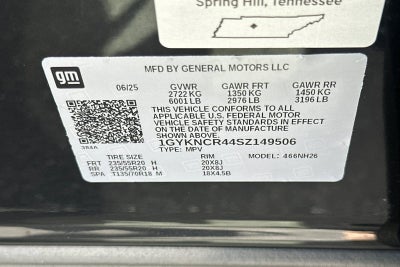 Spring Hill, Tennessee
gm
MFD BY GENERAL MOTORS LLC
06/25 GVWR GAWR FRT GAWR RR
2722 KG 1350 KG 1450 KG
6001 LB 2976 LB 3196 LB
THIS VEHICLE CONFORMS TO ALL
APPLICABLE U.S. FEDERAL MOTOR
VEHICLE SAFETY STANDARDS IN EFFECT
ON THE DATE OF MANUFACTURE SHOWN ABOVE.
1GYKNCR44SZ149506
TYPE: MPV MODEL: 466NH26
TIRE SIZE RIM
FRT 235/55R20 H 20X8J
RR 235/55R20 H 20X8J
SPA T135/70R18 M 18X4.5B